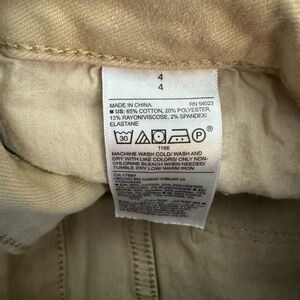 4
4
MADE IN CHINA RN 54023
■ US: 65% COTTON, 20% POLYESTER,
13% RAYON/VISCOSE, 2% SPANDEX/
ELASTANE
30 P
1166
MACHINE WASH COLD/ WASH AND
DRY WITH LIKE COLORS/ ONLY NON-
CHLORINE BLEACH WHEN NEEDED/
TUMBLE DRY LOW WARM IRON
CA 17897